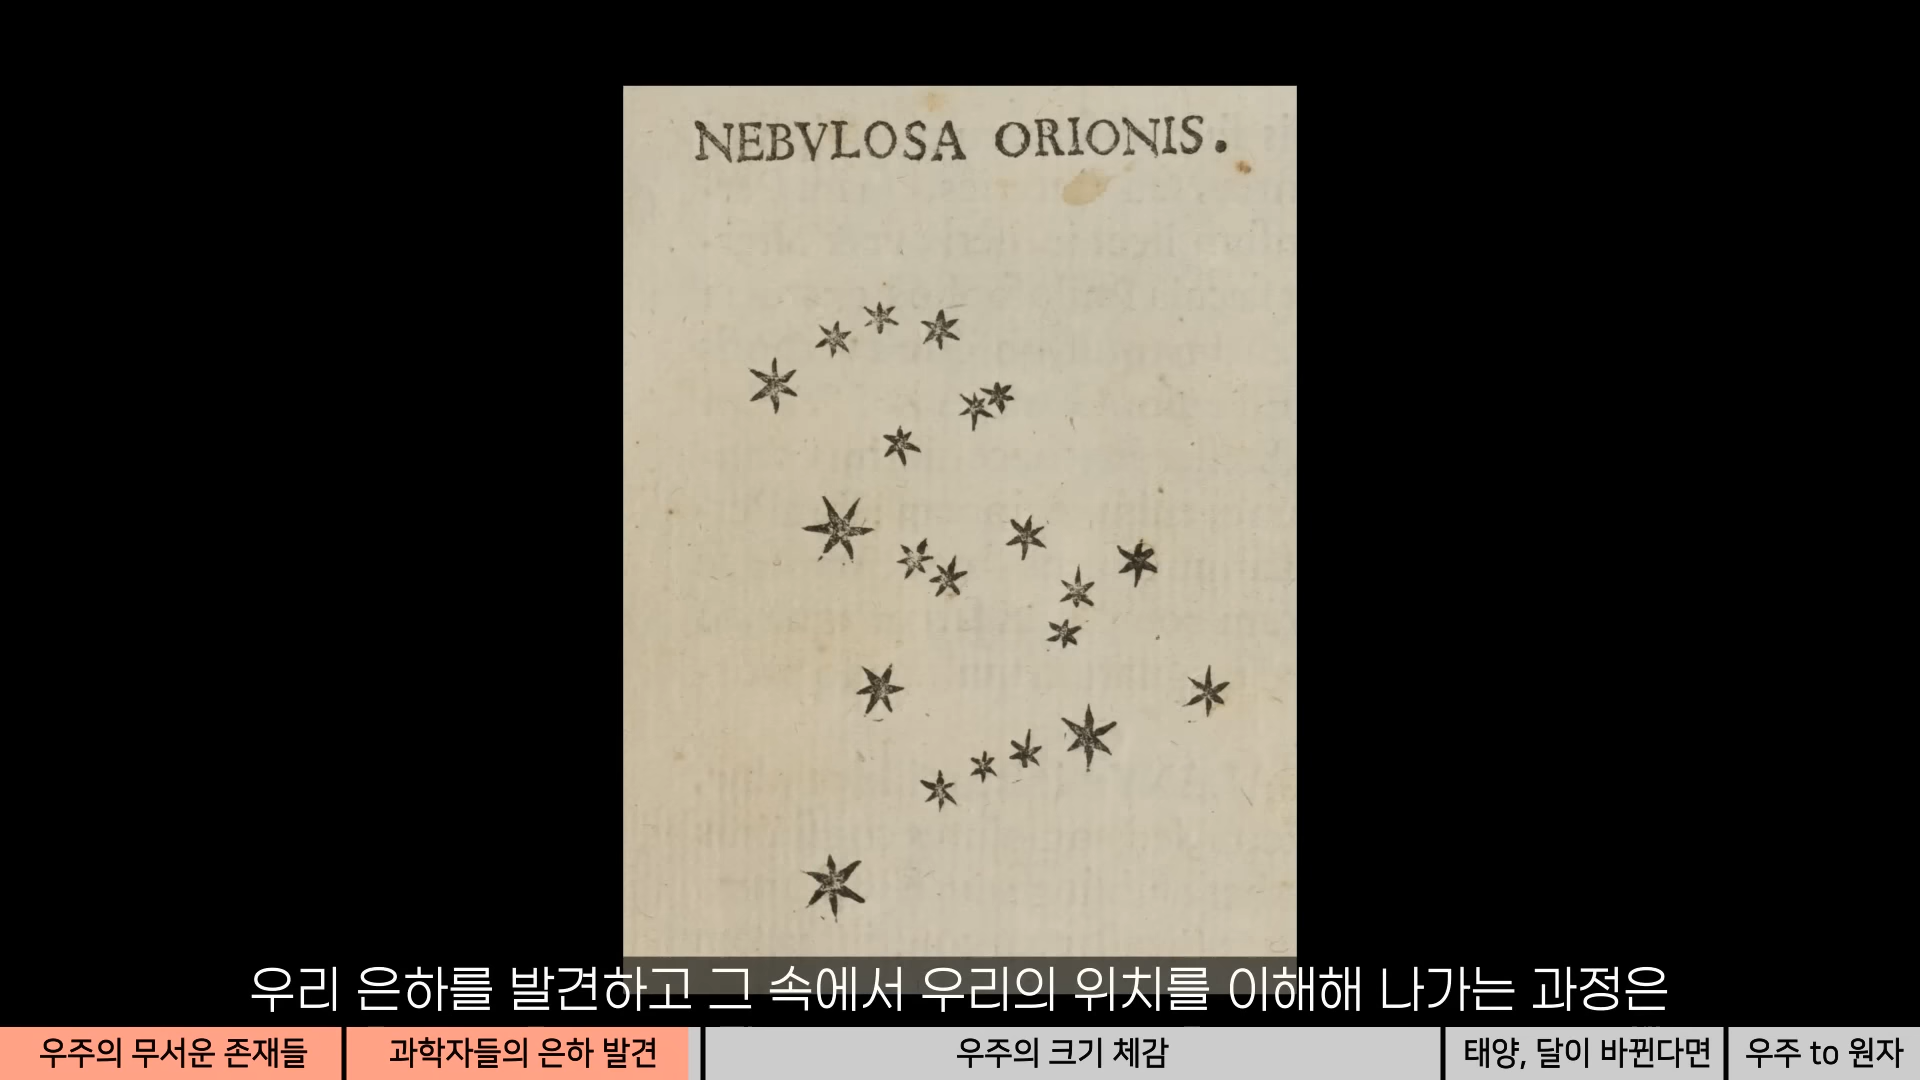 NEBVLOSA ORIONIS.
우리 은하를 발견하고 그 속에서 우리의 위치를 이해해 나가는 과정은
우주의 무서운 존재들
과학자들의 은하 발견
우주의 크기 체감
태양, 달이 바뀐다면
우주 to 원자